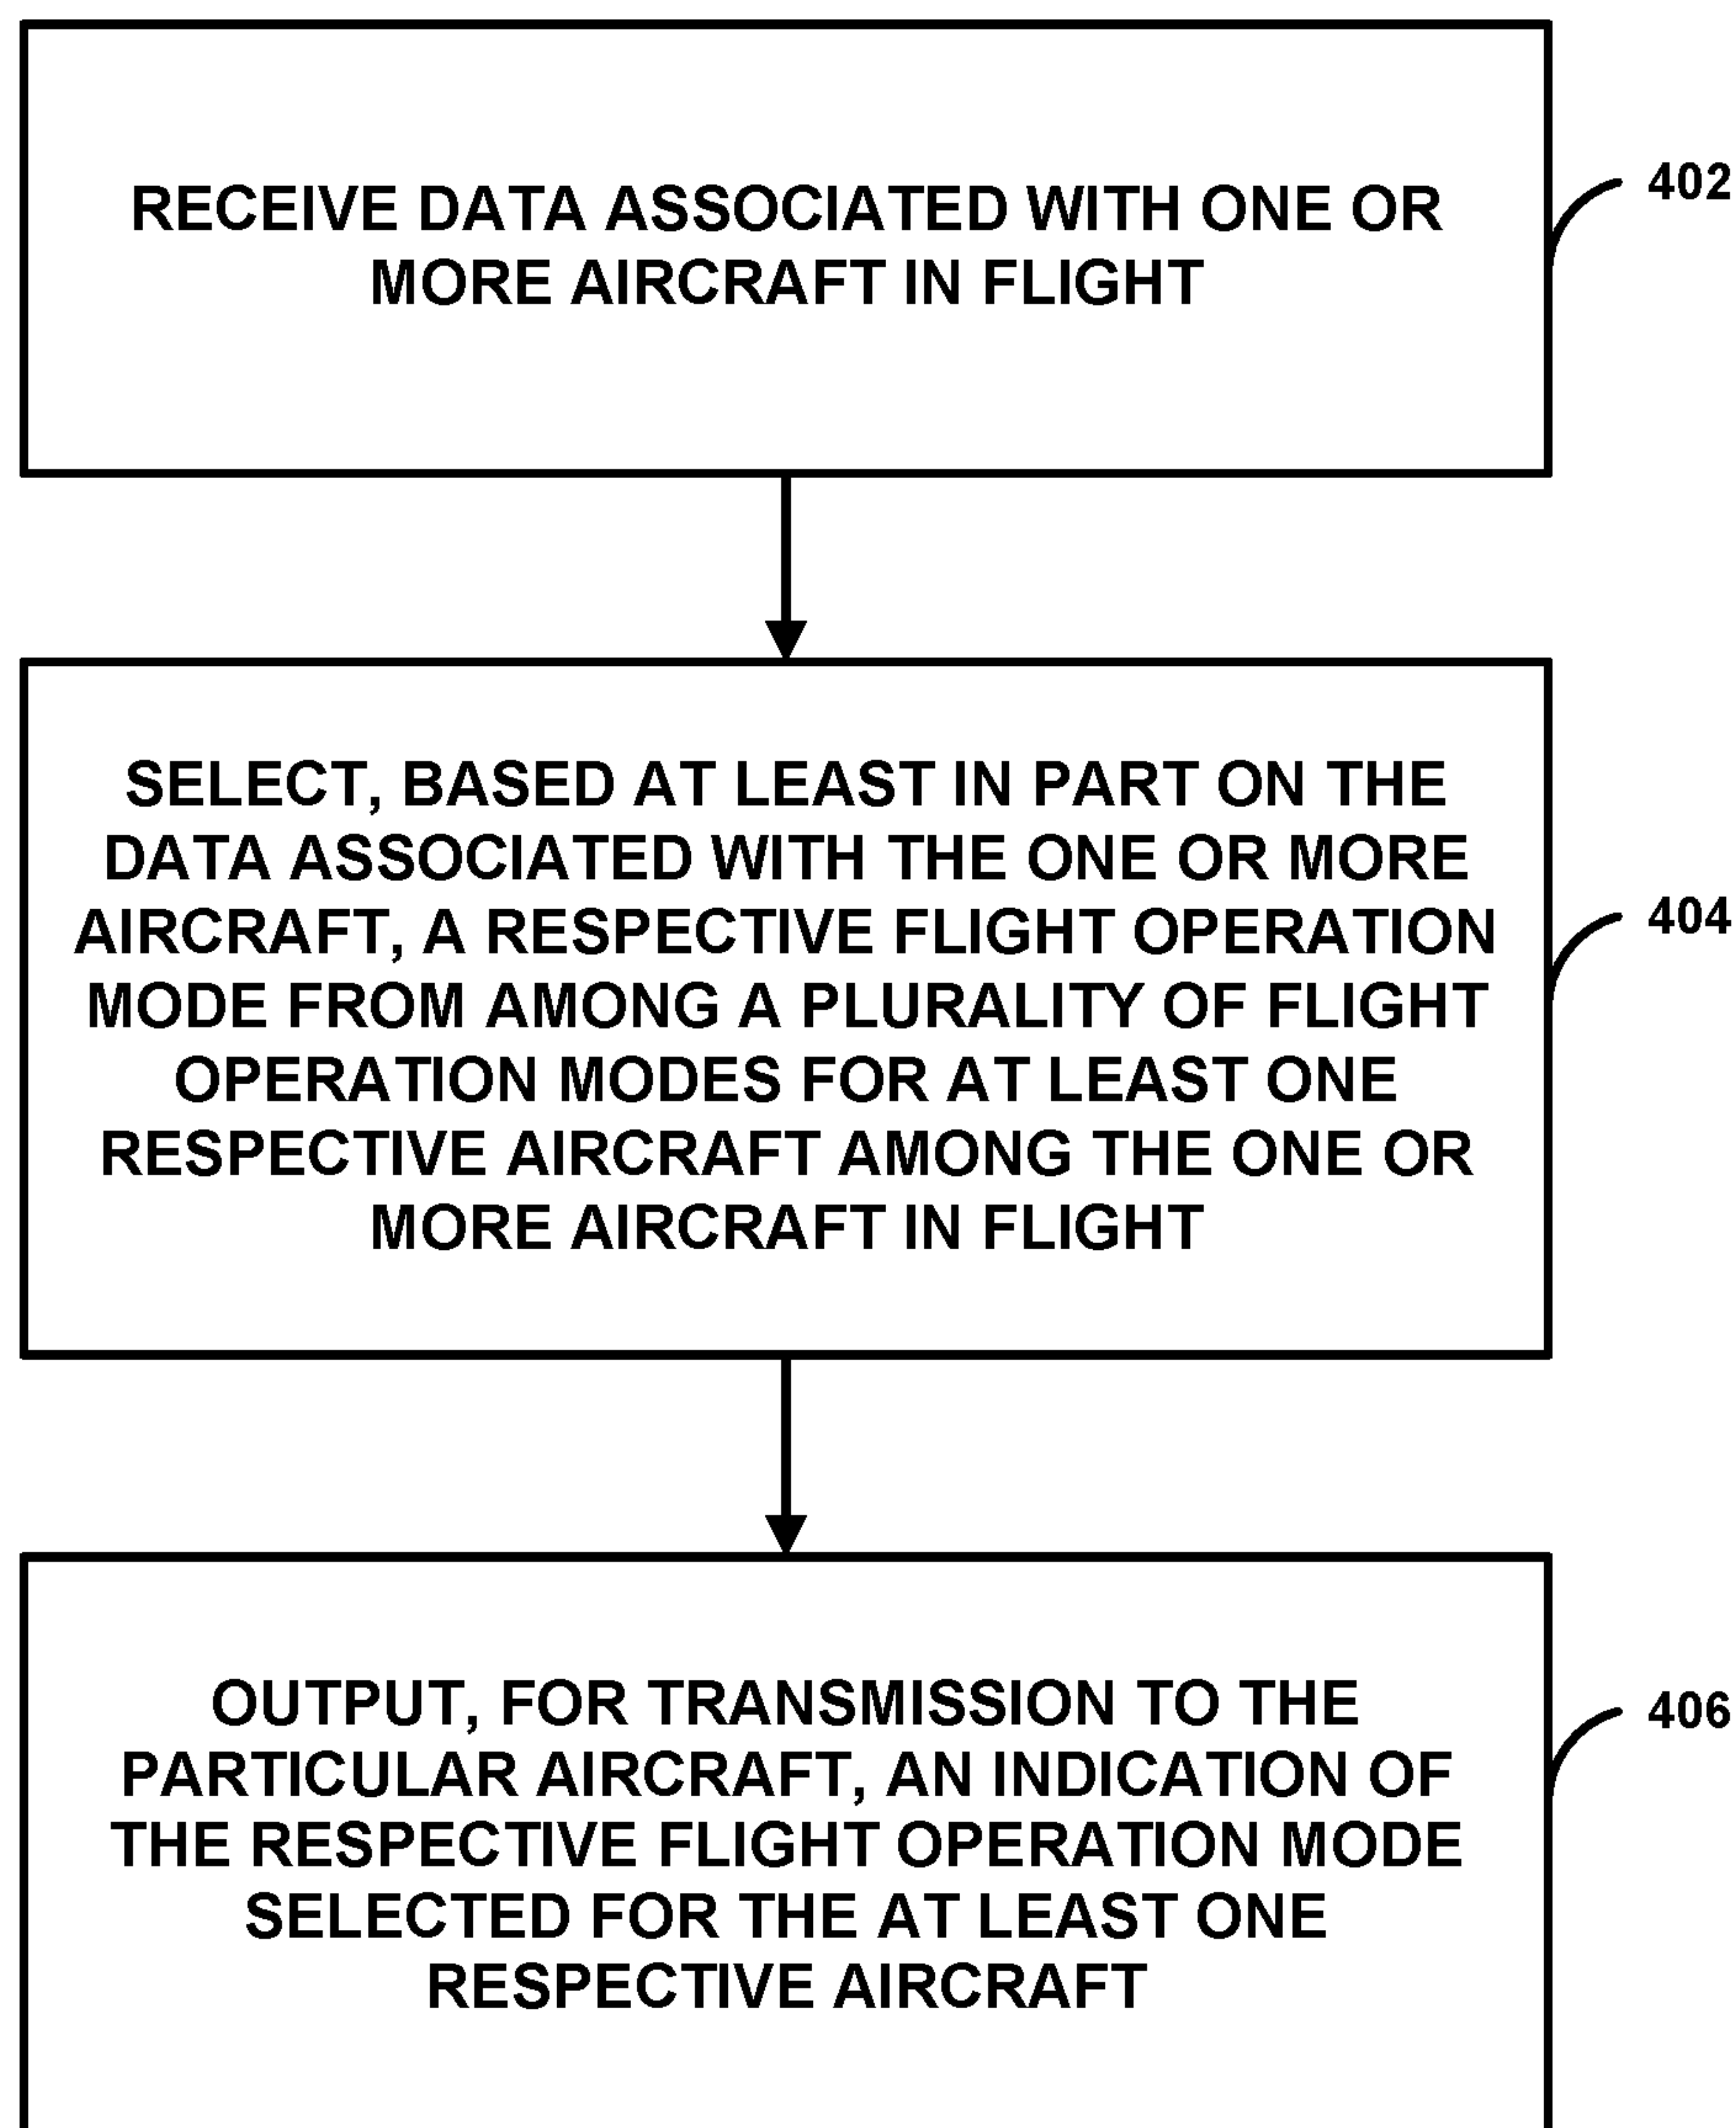 RECEIVE DATA ASSOCIATED WITH ONE OR
MORE AIRCRAFT IN FLIGHT
402
SELECT, BASED AT LEAST IN PART ON THE
DATA ASSOCIATED WITH THE ONE OR MORE
AIRCRAFT, A RESPECTIVE FLIGHT OPERATION
MODE FROM AMONG A PLURALITY OF FLIGHT
OPERATION MODES FOR AT LEAST ONE
RESPECTIVE AIRCRAFT AMONG THE ONE OR
MORE AIRCRAFT IN FLIGHT
404
OUTPUT, FOR TRANSMISSION TO THE
PARTICULAR AIRCRAFT, AN INDICATION OF
THE RESPECTIVE FLIGHT OPERATION MODE
SELECTED FOR THE AT LEAST ONE
RESPECTIVE AIRCRAFT
406